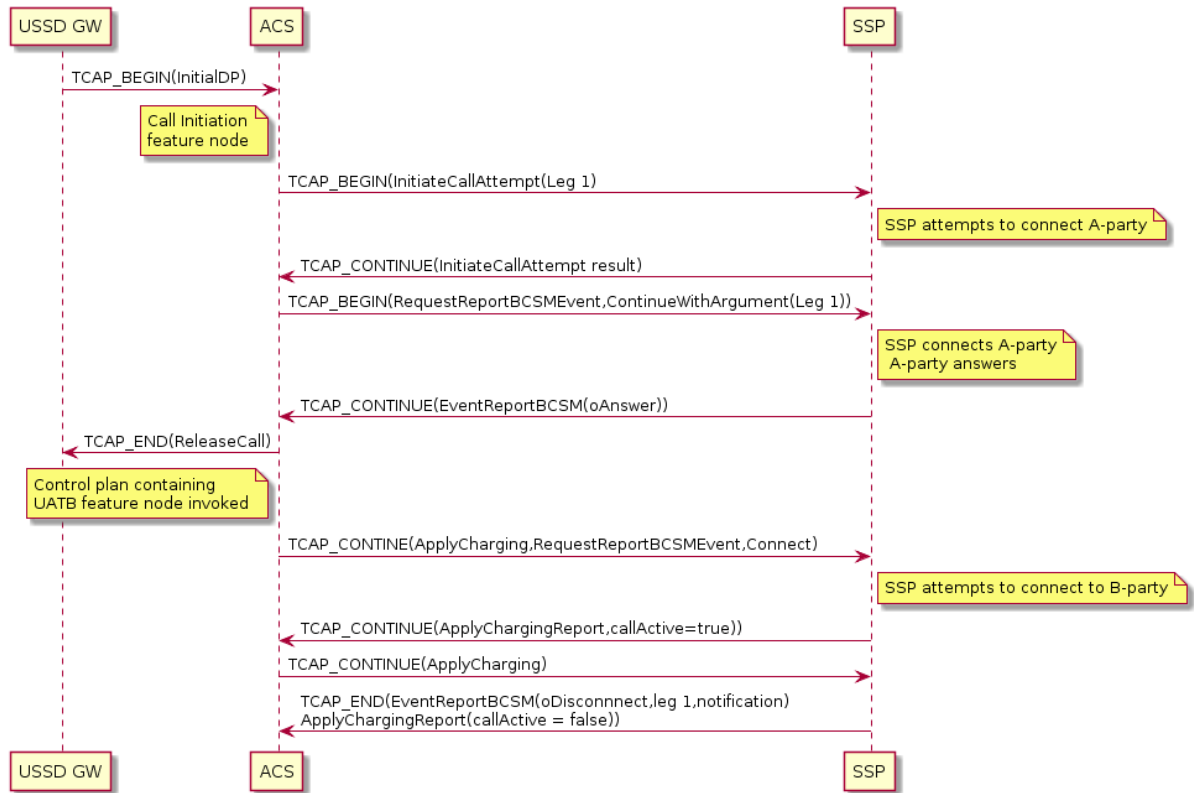 USSD GW
ACS
SSP
TCAP_BEGIN(InitialDP)
Call Initiation
feature node
TCAP_BEGIN(InitiateCallAttempt(Leg 1)
SSP attempts to connect A-party
TCAP_CONTINUE(InitiateCallAttempt result)
TCAP_BEGIN(RequestReportBCSMEvent,ContinueWithArgument(Leg 1))
SSP connects A-party
A-party answers
TCAP_CONTINUE(EventReportBCSM(oAnswer))
TCAP_END(ReleaseCall)
Control plan containing
UATB feature node invoked
TCAP_CONTINE(ApplyCharging,RequestReportBCSMEvent,Connect)
SSP attempts to connect to B-party
TCAP_CONTINUE(ApplyChargingReport,callActive=true))
TCAP_CONTINUE(ApplyCharging)
TCAP_END(EventReportBCSM(oDisconnnect,leg 1,notification)
ApplyChargingReport(callActive = false))
USSD GW
ACS
SSP